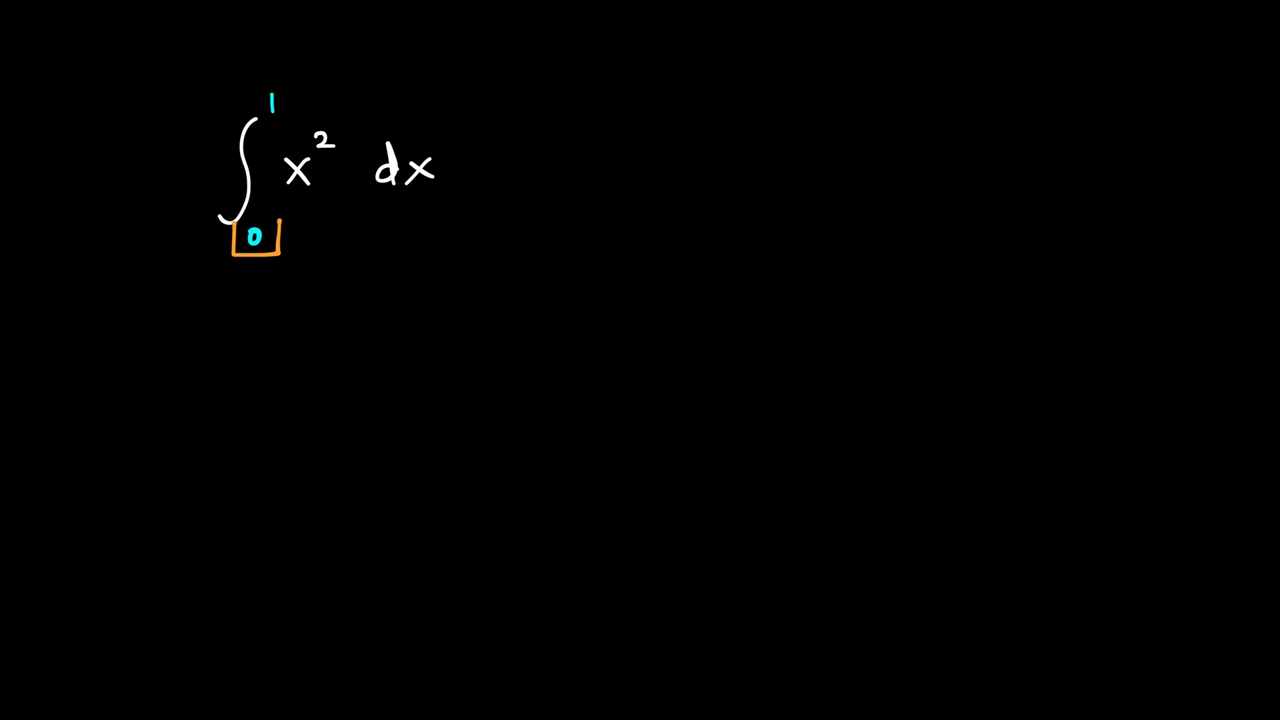 ∫₀¹ x² dx